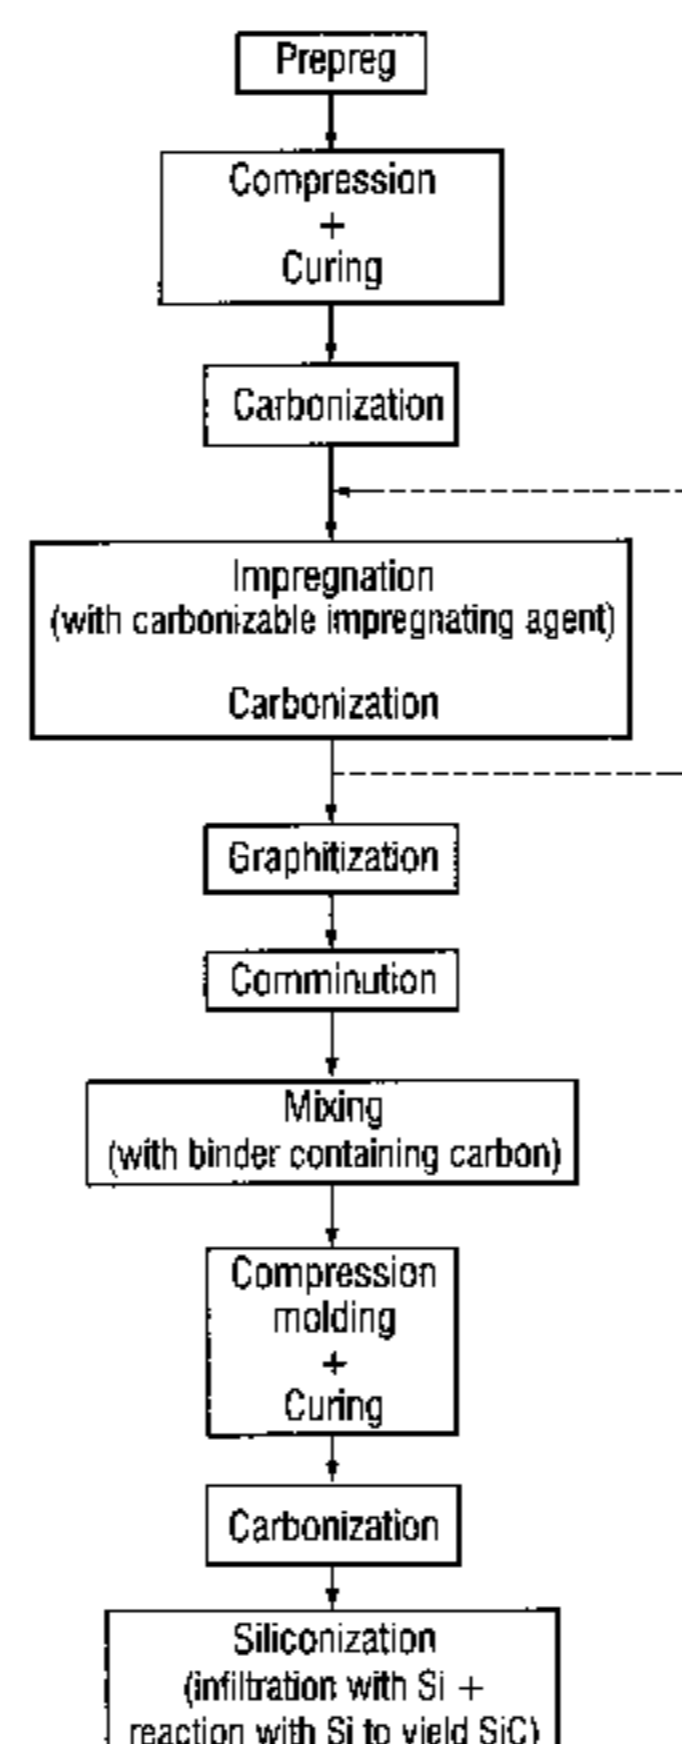 Prepreg
Compression
+
Curing
Carbonization
Impregnation
(with carbonizable impregnating agent)
Carbonization
Graphitization
Comminution
Mixing
(with binder containing carbon)
Compression
molding
+
Curing
Carbonization
Siliconization
(infiltration with Si +
reaction with Si to yield SiC)